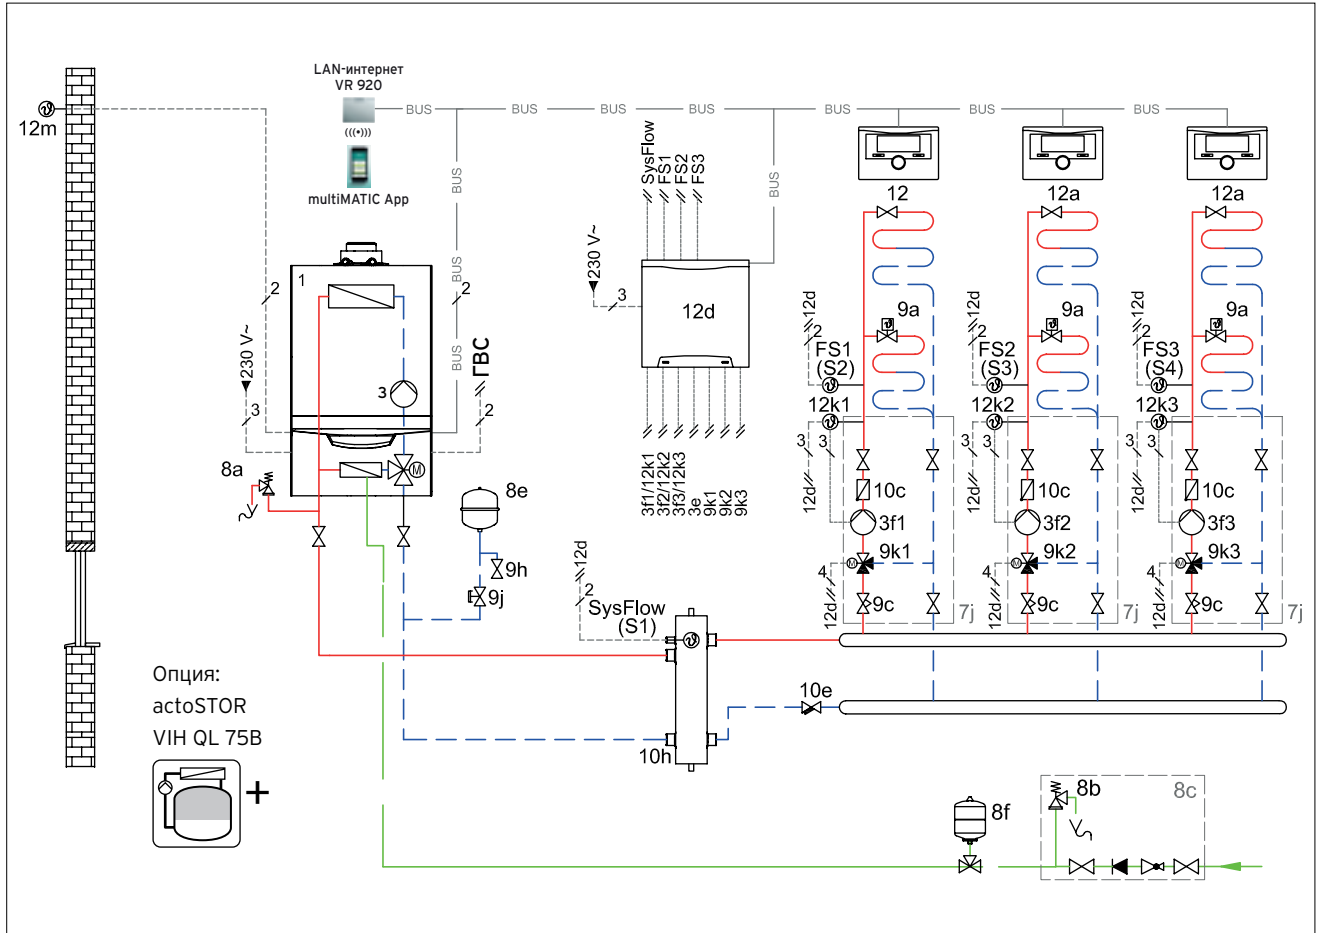 LAN-интернет
VR 920
BUS
BUS
BUS
BUS
BUS
BUS
12m
(((•)))
multiMATIC App
BUS
BUS
BUS
BUS
SysFlow
FS1
FS2
FS3
12
12a
12a
1
2
2
230 V~
3
12d
230 V~
3
3
ГВС
2
12d
2
FS1
(S2)
9a
12d
2
FS2
(S3)
9a
12d
2
FS3
(S4)
9a
12k1
12k2
12k3
3
3
12d
3
3
12d
3
3
12d
8a
8e
3f1/12k1
3f2/12k2
3f3/12k3
3e
9k1
9k2
9k3
10c
10c
10c
3f1
3f2
3f3
M
9h
9j
12d
2
M
9k1
M
9k2
M
9k3
4
12d
4
12d
4
12d
9c
7j
9c
7j
9c
7j
SysFlow
(S1)
Опция:
actoSTOR
VIH QL 75B
+
10h
10e
8f
8b
8c